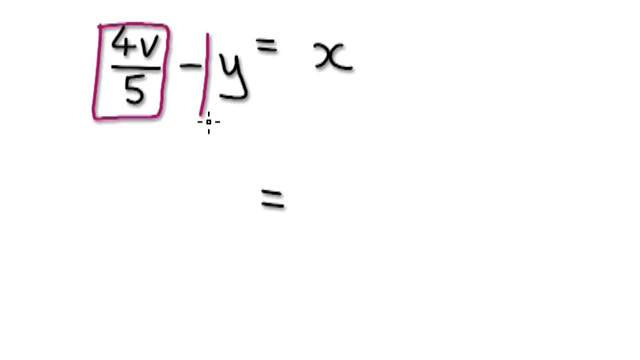 4v/5 - y = x
=